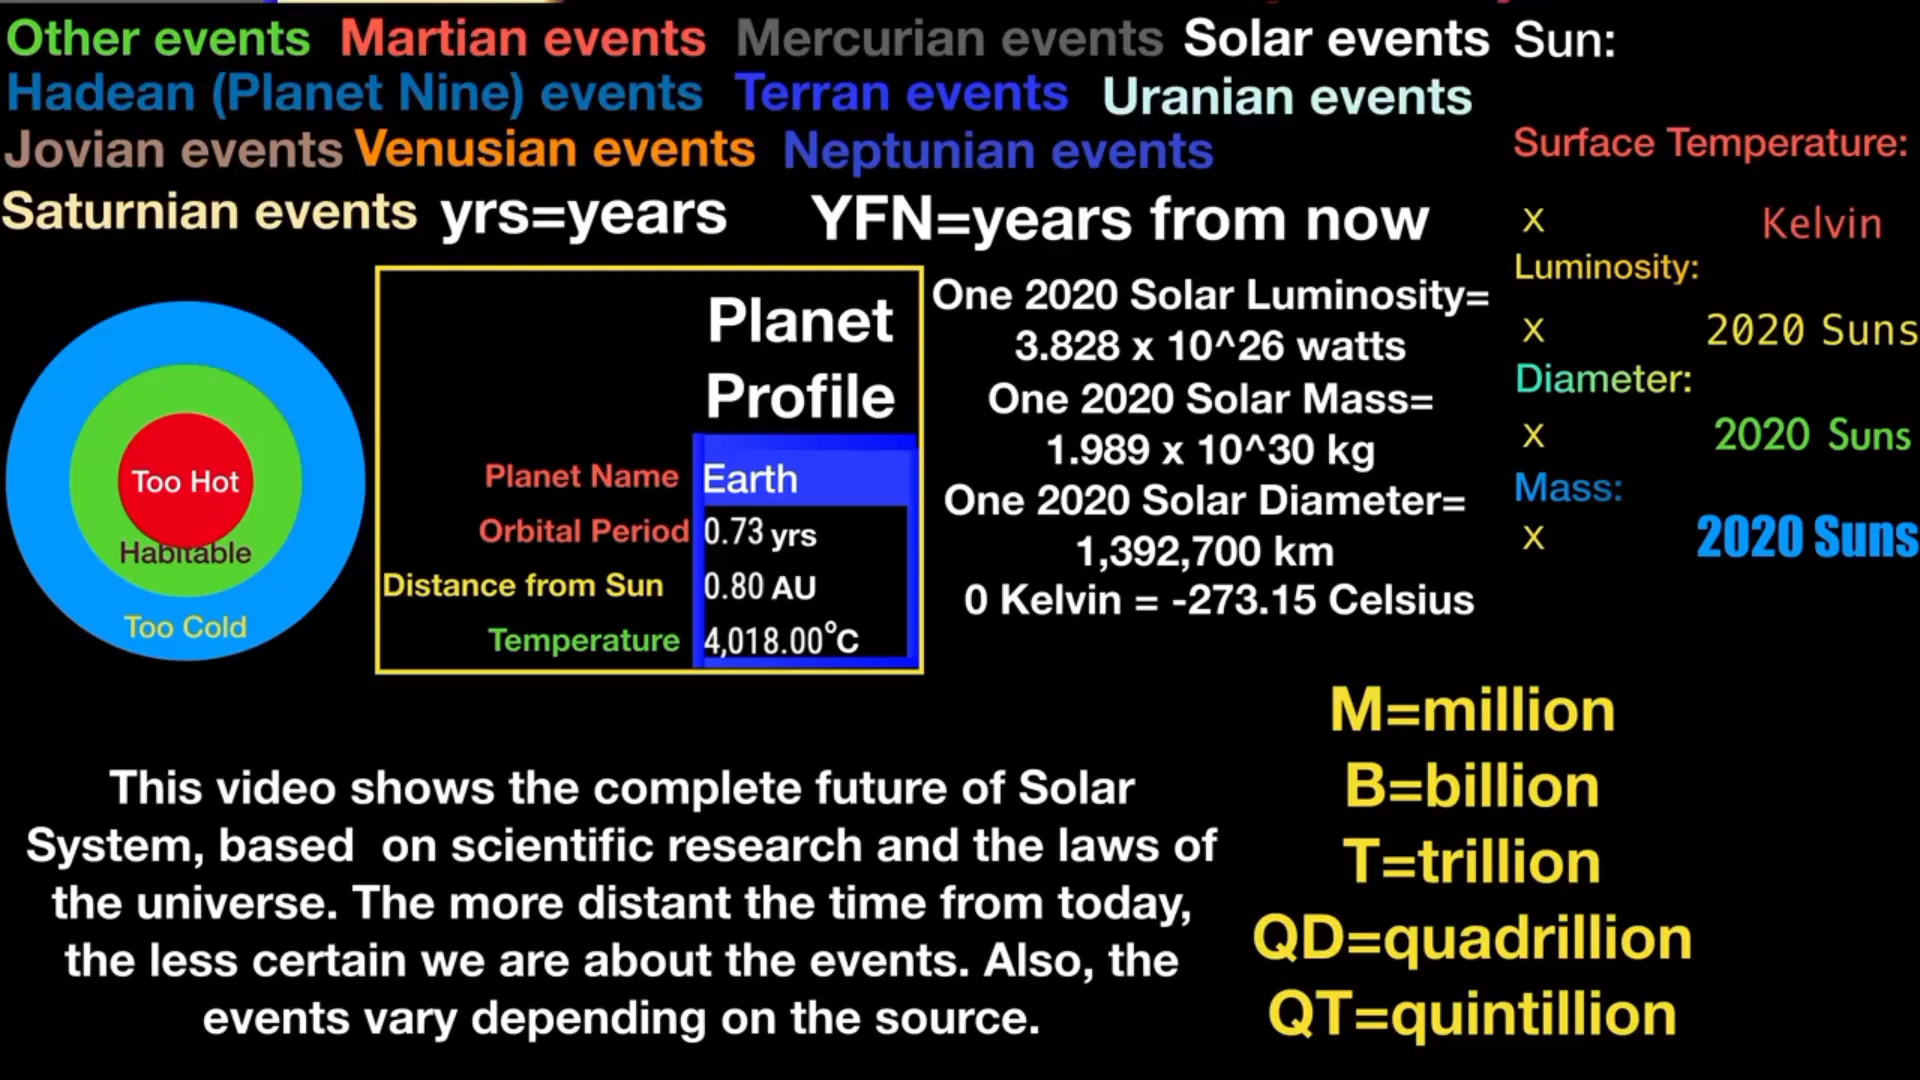 Other events Martian events Mercurian events Solar events Sun:
Hadean (Planet Nine) events Terran events Uranian events
Jovian events Venusian events Neptunian events
Saturnian events yrs=years YFN=years from now
Surface Temperature:
x Kelvin
Luminosity:
x 2020 Suns
Diameter:
x 2020 Suns
Mass:
x 2020 Suns
Too Hot
Habitable
Too Cold
Planet
Profile
Planet Name Earth
Orbital Period 0.73 yrs
Distance from Sun 0.80 AU
Temperature 4,018.00°C
One 2020 Solar Luminosity=
3.828 x 10^26 watts
One 2020 Solar Mass=
1.989 x 10^30 kg
One 2020 Solar Diameter=
1,392,700 km
0 Kelvin = -273.15 Celsius
This video shows the complete future of Solar
System, based on scientific research and the laws of
the universe. The more distant the time from today,
the less certain we are about the events. Also, the
events vary depending on the source.
M=million
B=billion
T=trillion
QD=quadrillion
QT=quintillion